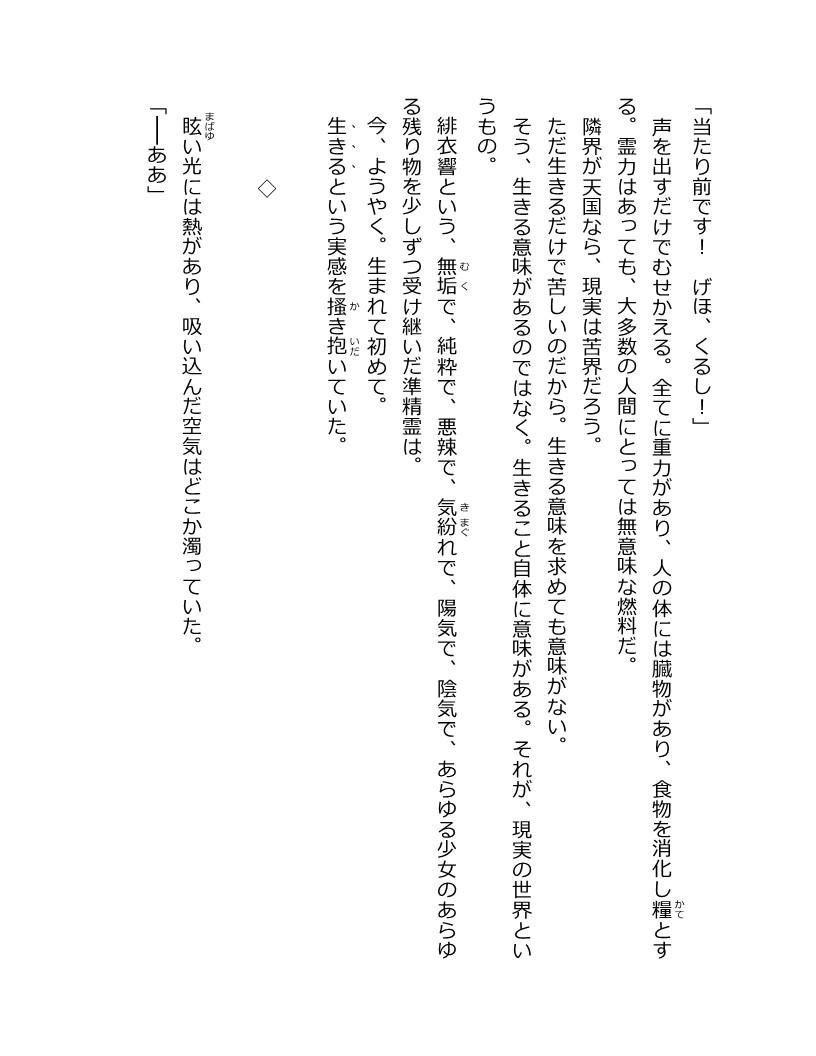 「当たり前です！　げほ、くるし！」
　声を出すだけでむせかえる。全てに重力があり、人の体には臓物があり、食物を消化し糧とす
る。霊力はあっても、大多数の人間にとっては無意味な燃料だ。
　隣界が天国なら、現実は苦界だろう。
　ただ生きるだけで苦しいのだから。生きる意味を求めても意味がない。
　そう、生きる意味があるのではなく。生きること自体に意味がある。それが、現実の世界とい
うもの。
　緋衣響という、無垢で、純粋で、悪辣で、気紛れで、陽気で、陰気で、あらゆる少女のあらゆ
る残り物を少しずつ受け継いだ準精霊は。
　今、ようやく。生まれて初めて。
　生きるという実感を掻き抱いていた。
◇
　眩い光には熱があり、吸い込んだ空気はどこか濁っていた。
「──ああ」